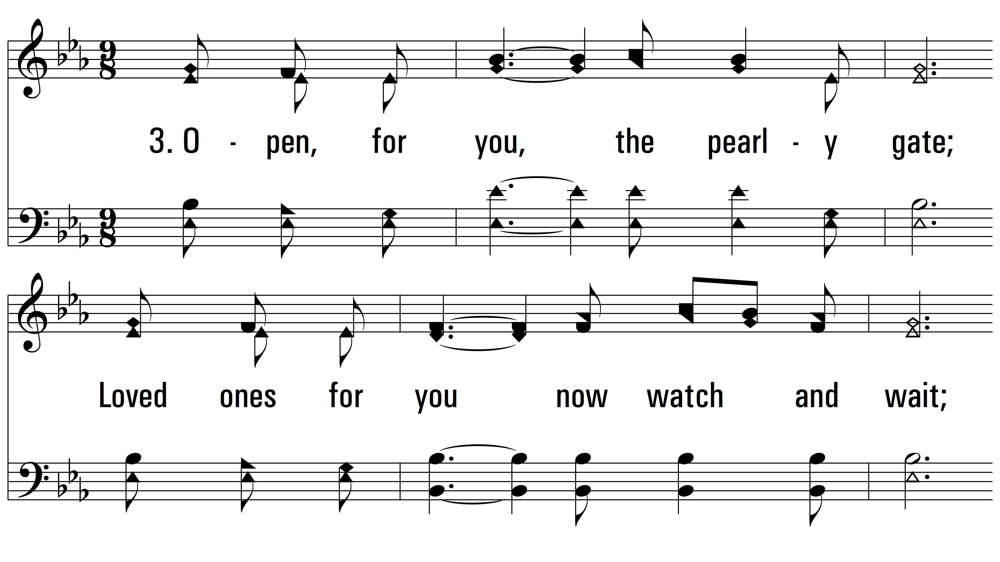 3. O - pen, for you, the pearl - y gate;
Loved ones for you now watch and wait;